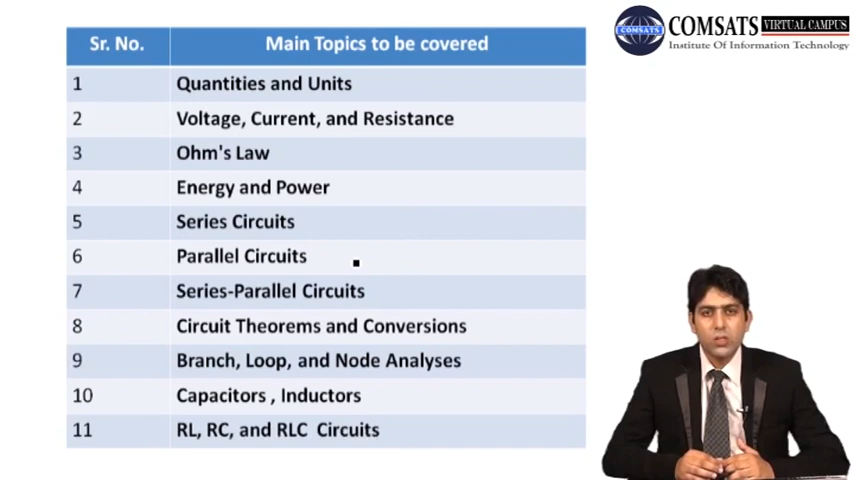 Sr. No. Main Topics to be covered
1 Quantities and Units
2 Voltage, Current, and Resistance
3 Ohm's Law
4 Energy and Power
5 Series Circuits
6 Parallel Circuits
7 Series-Parallel Circuits
8 Circuit Theorems and Conversions
9 Branch, Loop, and Node Analyses
10 Capacitors , Inductors
11 RL, RC, and RLC Circuits
COMSATS VIRTUAL CAMPUS
Institute Of Information Technology
COMSATS